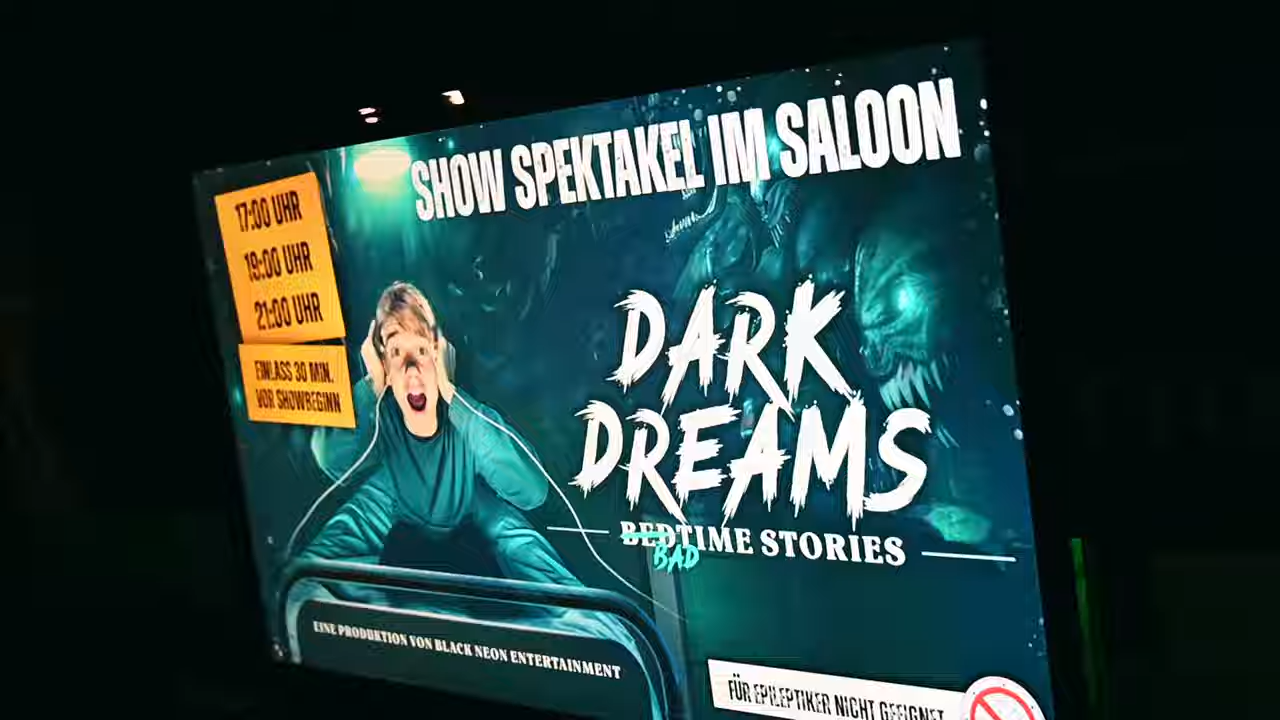 SHOW SPEKTAKEL IM SALOON
17:00 UHR
19:00 UHR
21:00 UHR
EINLASS 30 MIN.
VOR SHOWBEGINN
DARK
DREAMS
BEDTIME STORIES
BAD
EINE PRODUKTION VON BLACK NEON ENTERTAINMENT
FÜR EPILEPTIKER NICHT GEEIGNET